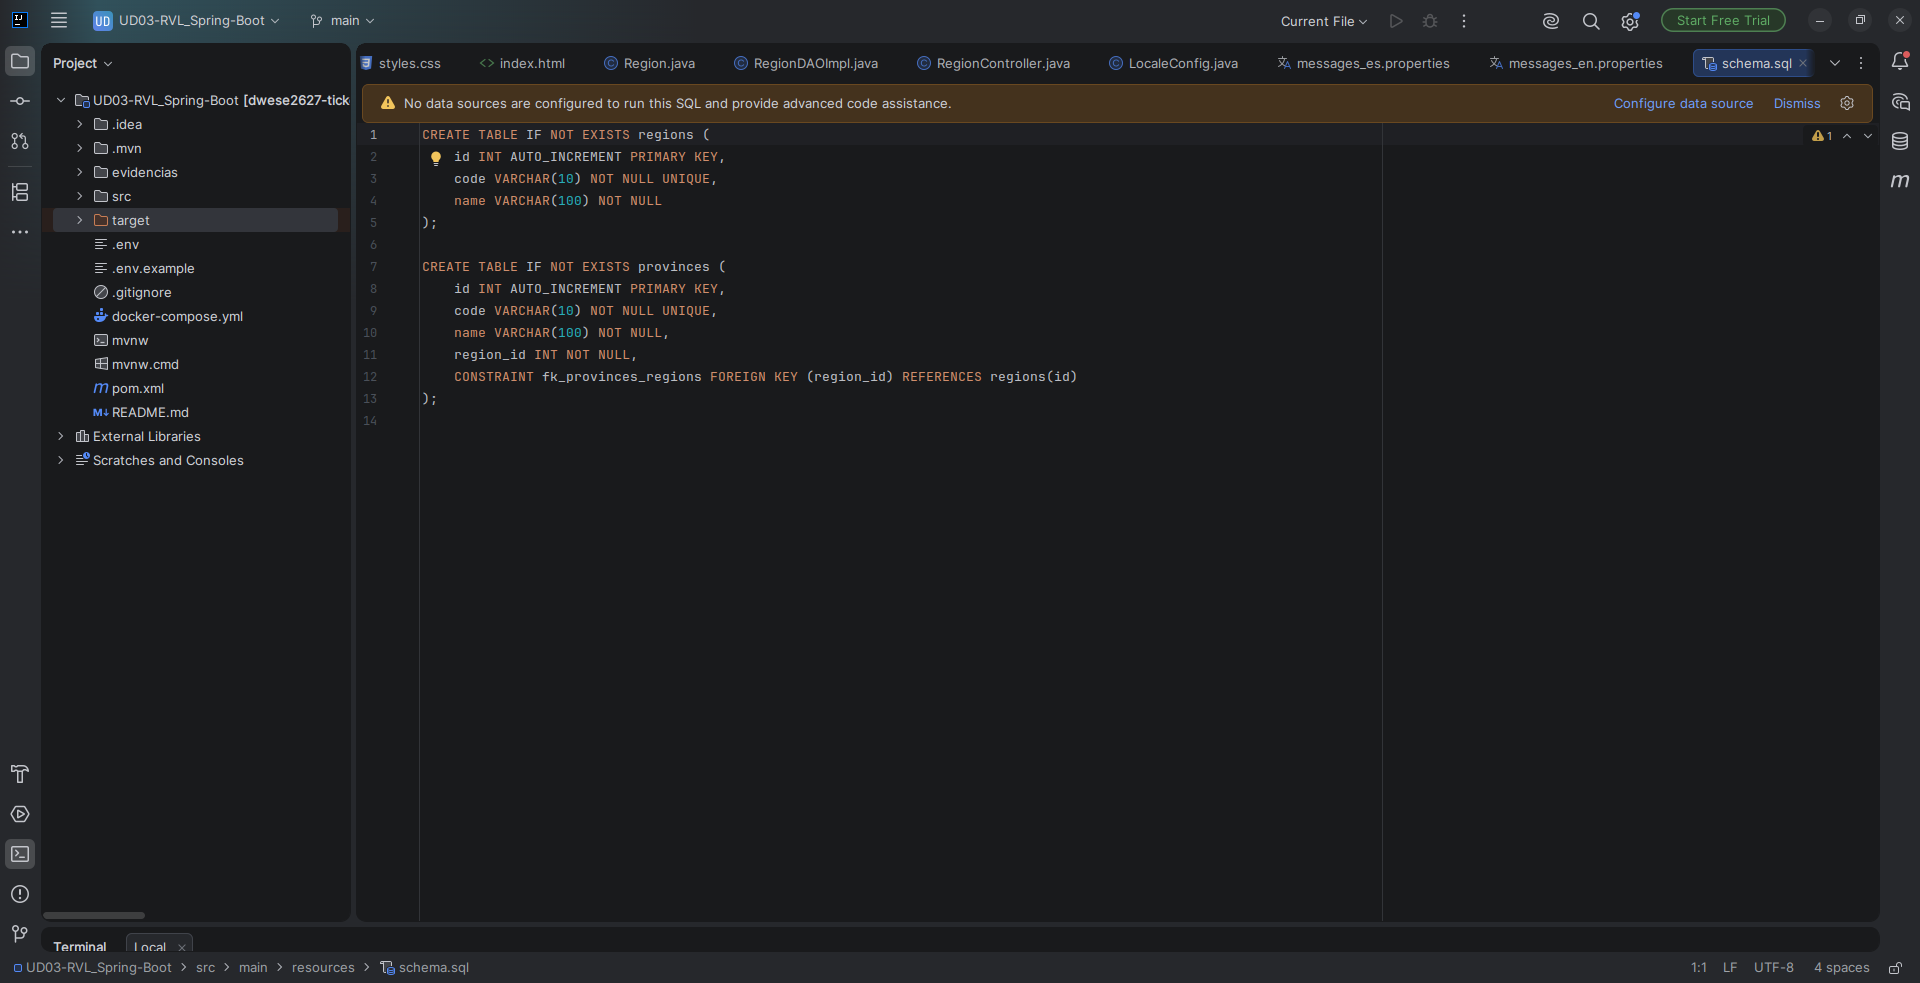 UD UD03-RVL_Spring-Boot main Current File Start Free Trial
Project
styles.css index.html Region.java RegionDAOImpl.java RegionController.java LocaleConfig.java messages_es.properties messages_en.properties schema.sql
No data sources are configured to run this SQL and provide advanced code assistance. Configure data source Dismiss
UD03-RVL_Spring-Boot [dwese2627-tick
.idea
.mvn
evidencias
src
target
.env
.env.example
.gitignore
docker-compose.yml
mvnw
mvnw.cmd
pom.xml
README.md
External Libraries
Scratches and Consoles
1 CREATE TABLE IF NOT EXISTS regions (
2     id INT AUTO_INCREMENT PRIMARY KEY,
3     code VARCHAR(10) NOT NULL UNIQUE,
4     name VARCHAR(100) NOT NULL
5 );
6
7 CREATE TABLE IF NOT EXISTS provinces (
8     id INT AUTO_INCREMENT PRIMARY KEY,
9     code VARCHAR(10) NOT NULL UNIQUE,
10     name VARCHAR(100) NOT NULL,
11     region_id INT NOT NULL,
12     CONSTRAINT fk_provinces_regions FOREIGN KEY (region_id) REFERENCES regions(id)
13 );
14
1
Terminal Local
UD03-RVL_Spring-Boot > src > main > resources > schema.sql 1:1 LF UTF-8 4 spaces